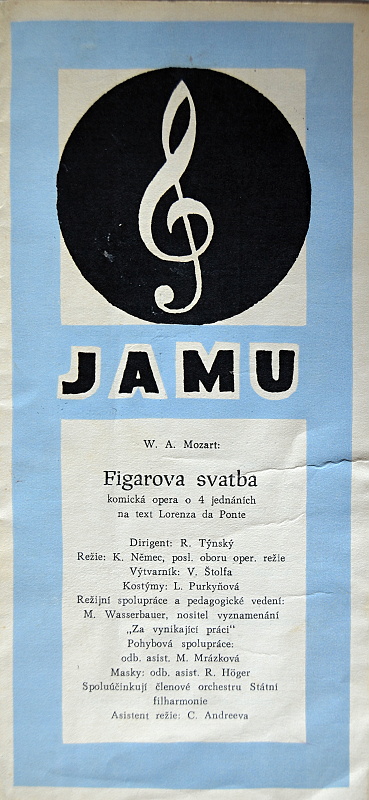 JAMU
W. A. Mozart:
Figarova svatba
komická opera o 4 jednáních
na text Lorenza da Ponte
Dirigent: R. Týnský
Režie: K. Němec, posl. oboru oper. režie
Výtvarník: V. Štolfa
Kostýmy: L. Purkyňová
Režijní spolupráce a pedagogické vedení:
M. Wasserbauer, nositel vyznamenání
„Za vynikající práci“
Pohybová spolupráce:
odb. asist. M. Mrázková
Masky: odb. asist. R. Höger
Spoluúčinkují členové orchestru Státní
filharmonie
Asistent režie: C. Andreeva